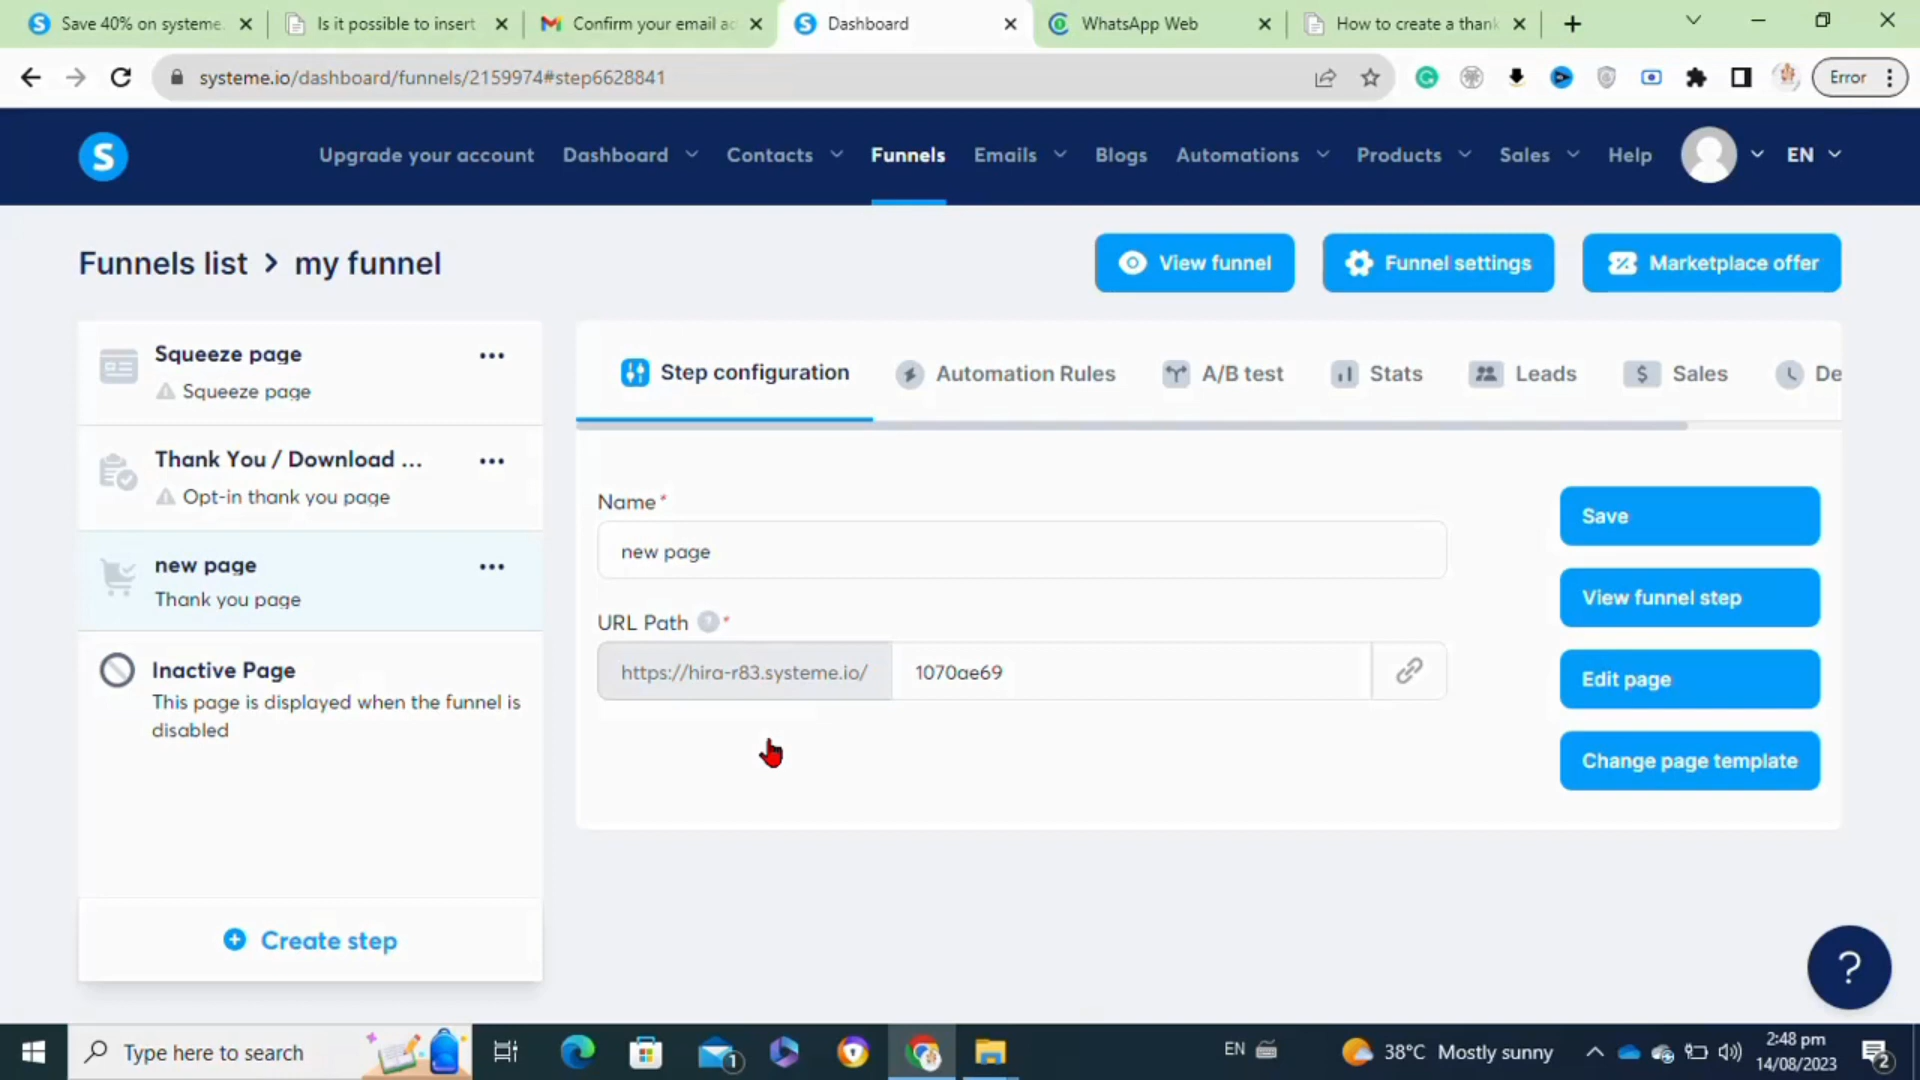 Save 40% on systeme.
Is it possible to insert
Confirm your email ad
Dashboard
WhatsApp Web
How to create a thank
systeme.io/dashboard/funnels/2159974#step6628841
Error
S
Upgrade your account
Dashboard
Contacts
Funnels
Emails
Blogs
Automations
Products
Sales
Help
EN
Funnels list > my funnel
View funnel
Funnel settings
Marketplace offer
Squeeze page
Squeeze page
Thank You / Download ...
Opt-in thank you page
new page
Thank you page
Inactive Page
This page is displayed when the funnel is
disabled
Create step
Step configuration
Automation Rules
A/B test
Stats
Leads
Sales
De
Name*
new page
URL Path ? *
https://hira-r83.systeme.io/
1070ae69
Save
View funnel step
Edit page
Change page template
?
Type here to search
1
EN
38°C Mostly sunny
2:48 pm
14/08/2023
2